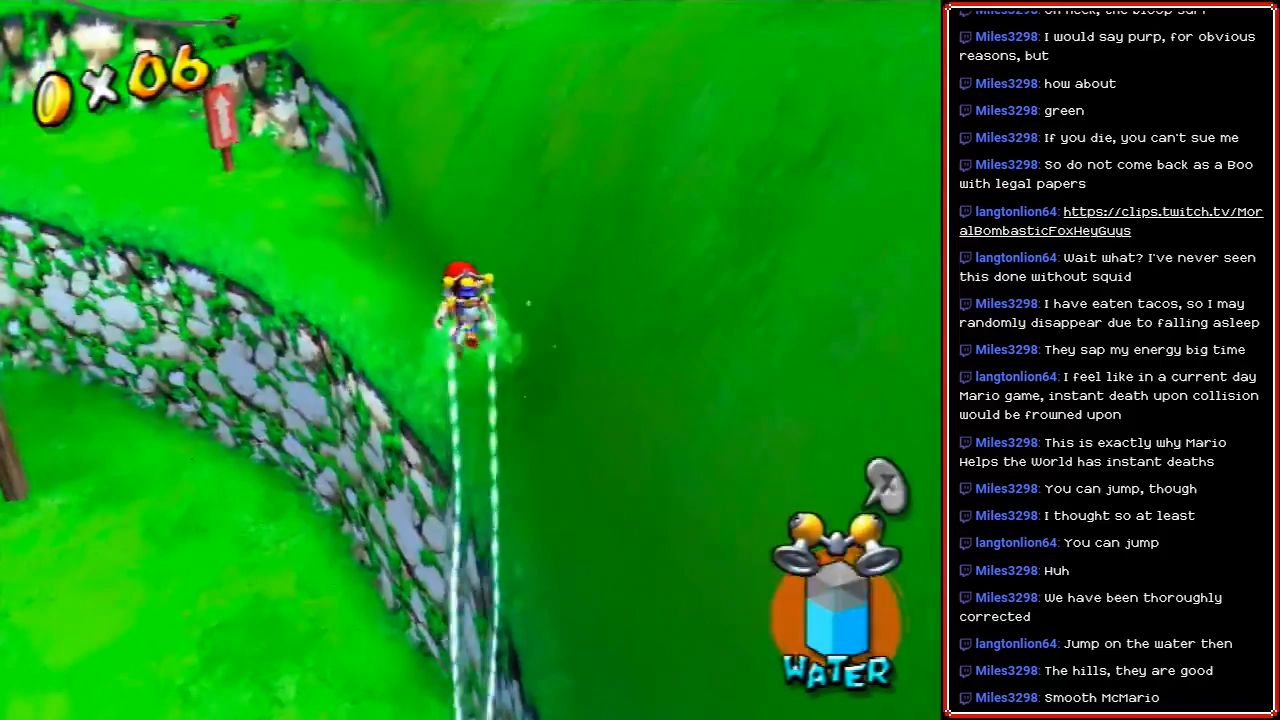 × 06
X
WATER
Miles3298: Oh heck, the bloop surf
Miles3298: I would say purp, for obvious
reasons, but
Miles3298: how about
Miles3298: green
Miles3298: If you die, you can't sue me
Miles3298: So do not come back as a Boo
with legal papers
langtonlion64: https://clips.twitch.tv/Mor
alBombasticFoxHeyGuys
langtonlion64: Wait what? I've never seen
this done without squid
Miles3298: I have eaten tacos, so I may
randomly disappear due to falling asleep
Miles3298: They sap my energy big time
langtonlion64: I feel like in a current day
Mario game, instant death upon collision
would be frowned upon
Miles3298: This is exactly why Mario
Helps the World has instant deaths
Miles3298: You can jump, though
Miles3298: I thought so at least
langtonlion64: You can jump
Miles3298: Huh
Miles3298: We have been thoroughly
corrected
langtonlion64: Jump on the water then
Miles3298: The hills, they are good
Miles3298: Smooth McMario